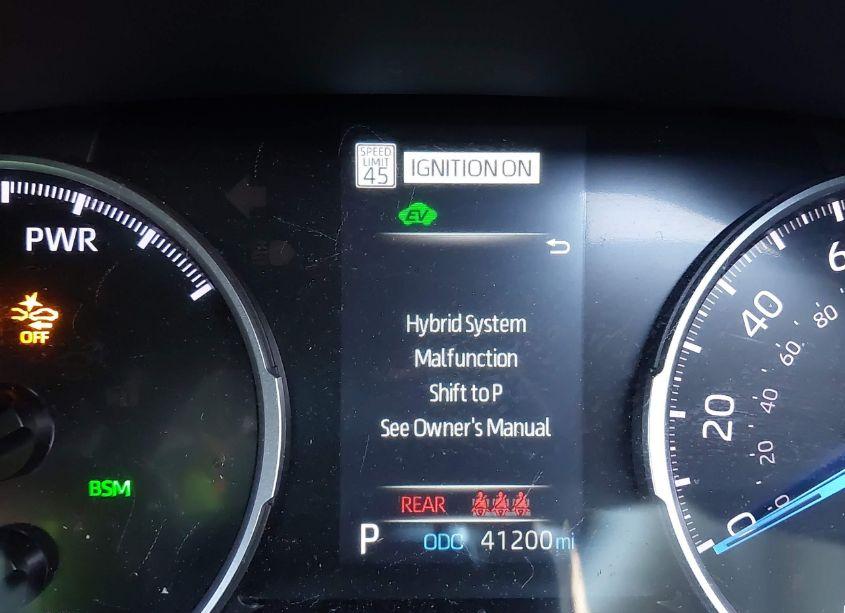 SPEED
LIMIT
45
IGNITION ON
EV
PWR
OFF
Hybrid System
Malfunction
Shift to P
See Owner's Manual
BSM
REAR
P ODO 41200 mi
40
20
0
80
60
40
20
0